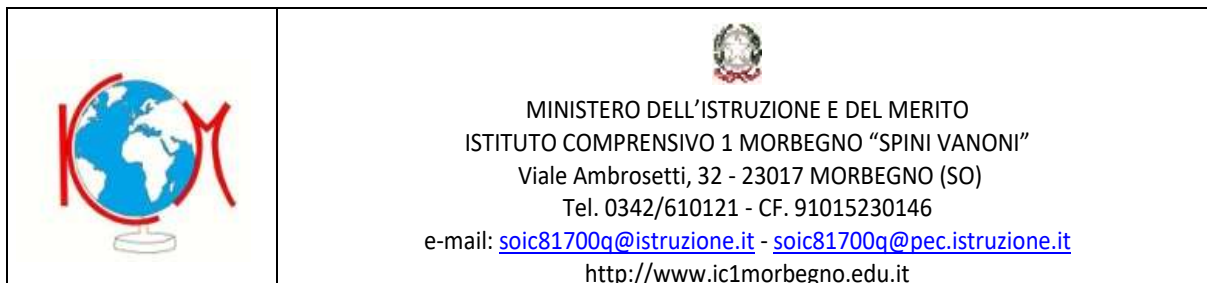 ICM
MINISTERO DELL’ISTRUZIONE E DEL MERITO
ISTITUTO COMPRENSIVO 1 MORBEGNO “SPINI VANONI”
Viale Ambrosetti, 32 - 23017 MORBEGNO (SO)
Tel. 0342/610121 - CF. 91015230146
e-mail: soic81700q@istruzione.it - soic81700q@pec.istruzione.it
http://www.ic1morbegno.edu.it